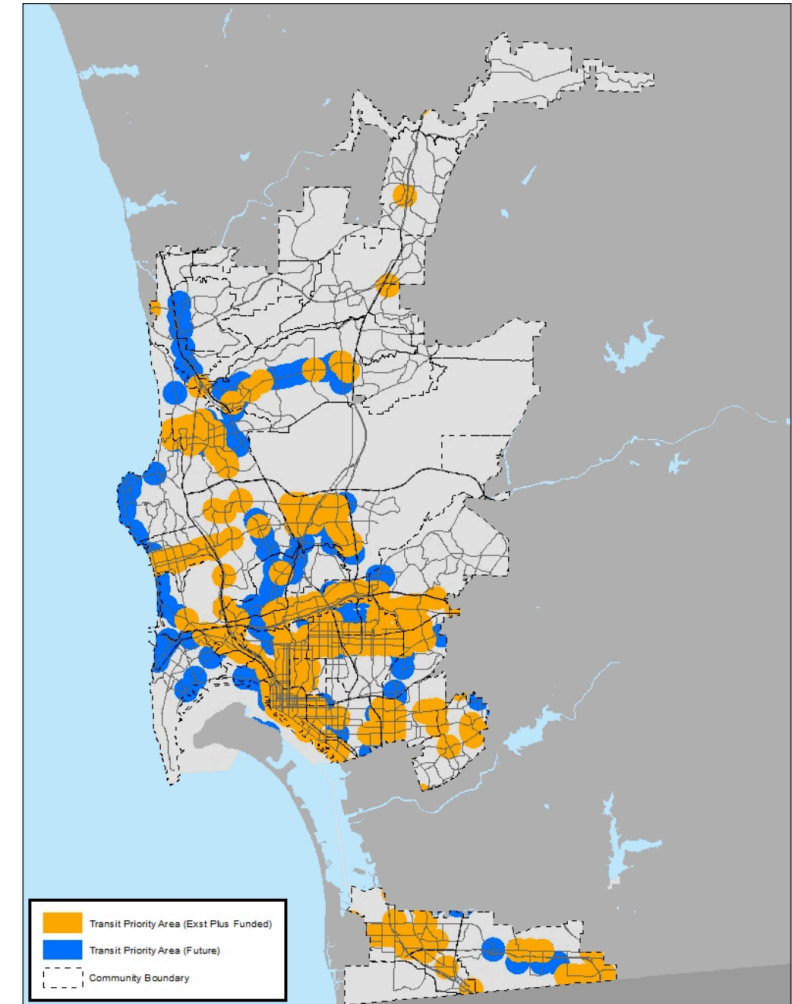 Transit Priority Area (Exst Plus Funded)
Transit Priority Area (Future)
Community Boundary